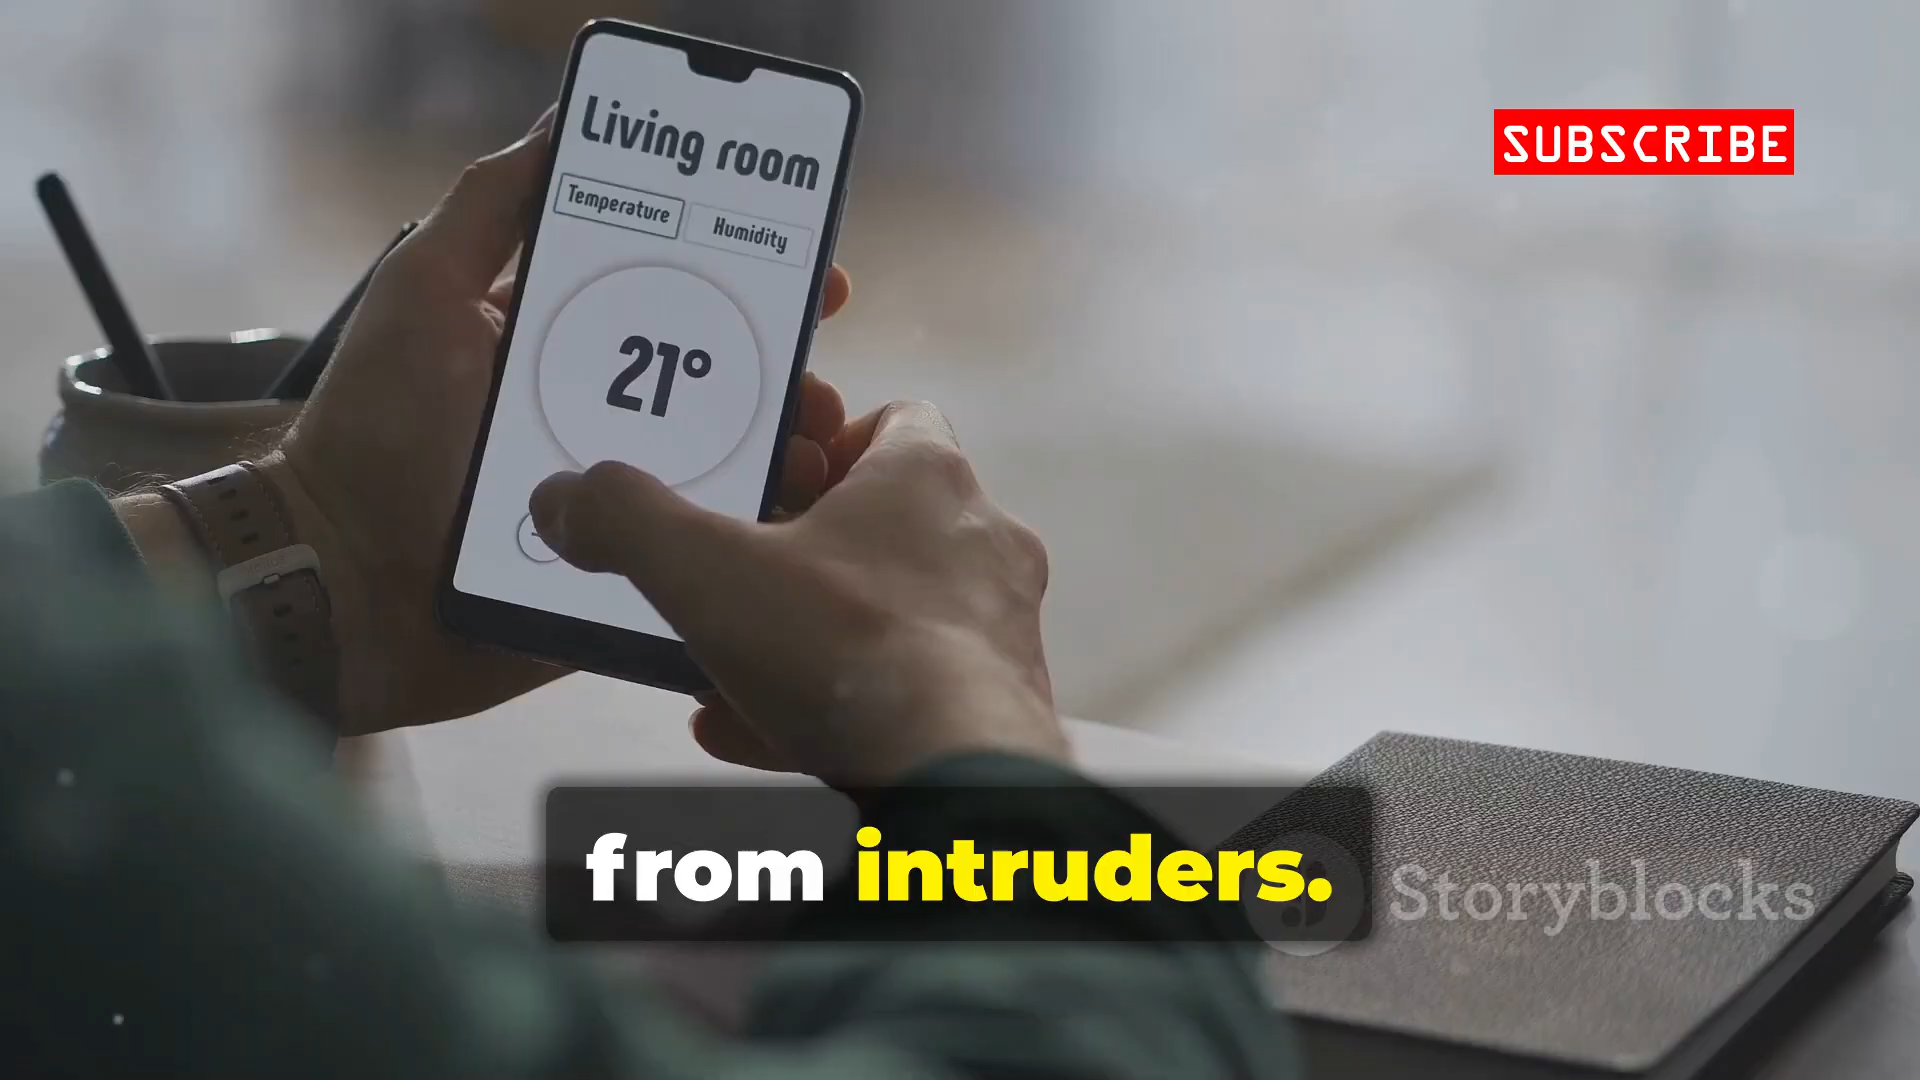 Living room
Temperature
Humidity
21°
SUBSCRIBE
from intruders.
Storyblocks